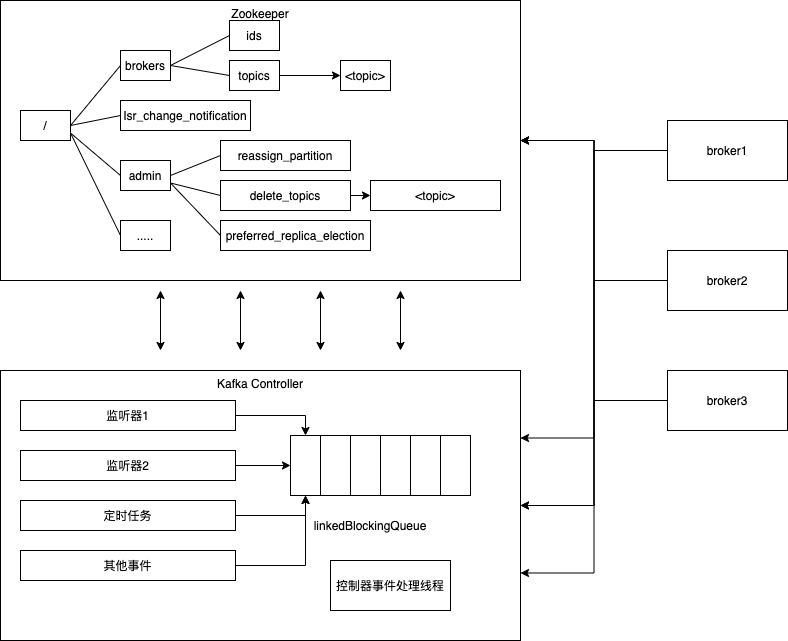 Zookeeper
ids
brokers
topics
<topic>
/
lsr_change_notification
reassign_partition
admin
delete_topics
<topic>
.....
preferred_replica_election
broker1
broker2
broker3
Kafka Controller
监听器1
监听器2
定时任务
linkedBlockingQueue
其他事件
控制器事件处理线程